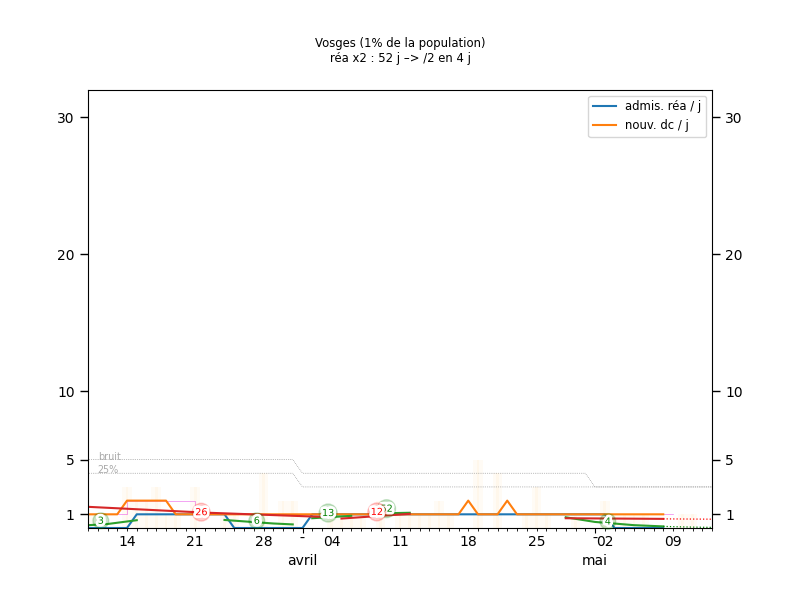 Vosges (1% de la population)
réa x2 : 52 j –> /2 en 4 j
admis. réa / j
nouv. dc / j
30 30
20 20
10 10
5 5
bruit
25%
1 1
3 26 6 13 12 4
14 21 28 - 04 11 18 25 - 02 09
avril mai